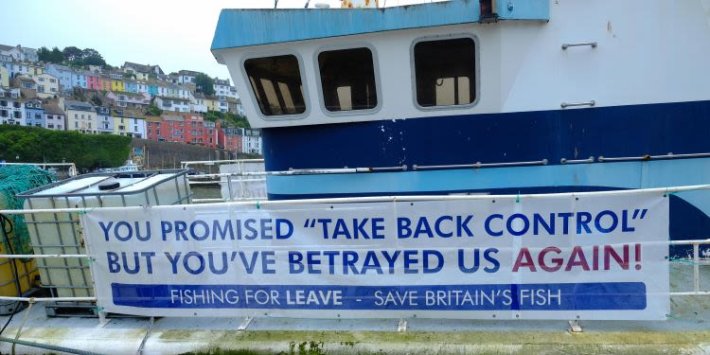 YOU PROMISED “TAKE BACK CONTROL”
BUT YOU’VE BETRAYED US AGAIN!
FISHING FOR LEAVE - SAVE BRITAIN’S FISH